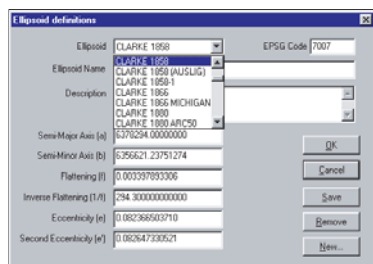 Ellipsoid definitions
Ellipsoid CLARKE 1858 EPSG Code 7007
CLARKE 1858
CLARKE 1858 (AUSLIG)
CLARKE 1858-1
CLARKE 1866
CLARKE 1866 MICHIGAN
CLARKE 1880
CLARKE 1880 ARC50
Ellipsoid Name
Description
Semi-Major Axis (a) 6378294.00000000
Semi-Minor Axis (b) 6356621.23751274
Flattening (f) 0.003397893306
Inverse Flattening (1/f) 294.300000000000
Eccentricity (e) 0.082366503710
Second Eccentricity (e') 0.082647330521
OK
Cancel
Save
Remove
New...